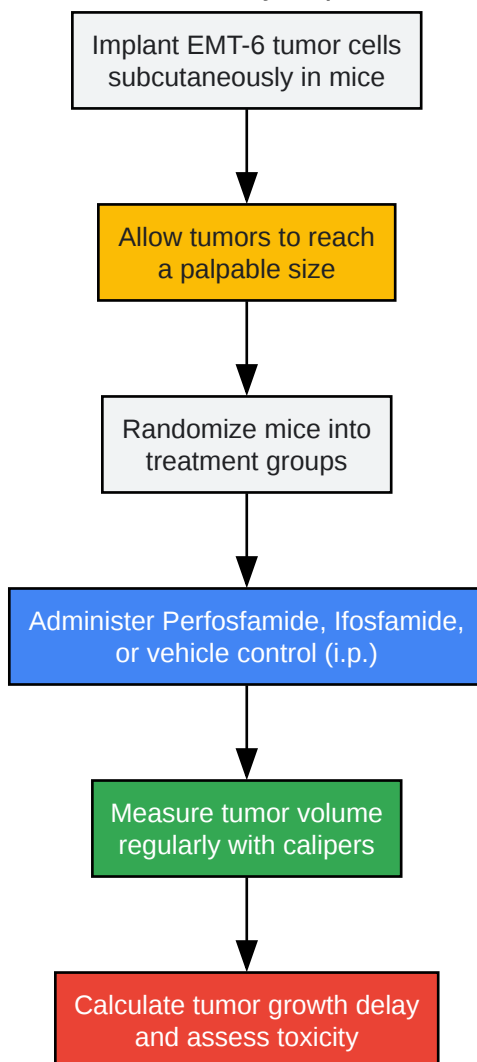 Implant EMT-6 tumor cells
subcutaneously in mice
Allow tumors to reach
a palpable size
Randomize mice into
treatment groups
Administer Perfosfamide, Ifosfamide,
or vehicle control (i.p.)
Measure tumor volume
regularly with calipers
Calculate tumor growth delay
and assess toxicity